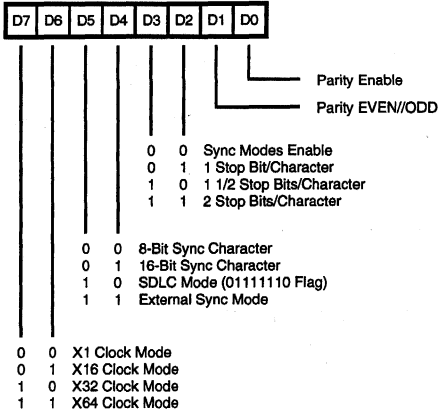 D7 D6 D5 D4 D3 D2 D1 D0
Parity Enable
Parity EVEN//ODD
0 0 Sync Modes Enable
0 1 1 Stop Bit/Character
1 0 1 1/2 Stop Bits/Character
1 1 2 Stop Bits/Character
0 0 8-Bit Sync Character
0 1 16-Bit Sync Character
1 0 SDLC Mode (01111110 Flag)
1 1 External Sync Mode
0 0 X1 Clock Mode
0 1 X16 Clock Mode
1 0 X32 Clock Mode
1 1 X64 Clock Mode